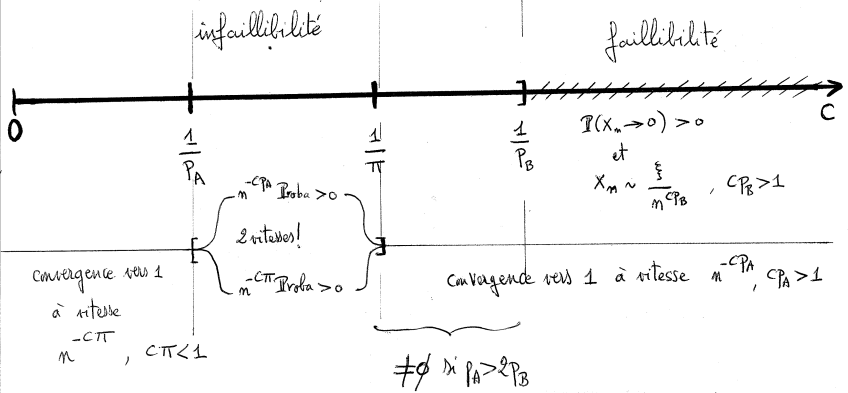 infaillibilité
faillibilité
0
1/p_A
1/π
1/p_B
C
ℙ(X_n → 0) > 0
et
X_n ~ ξ/n^{Cp_B} , Cp_B > 1
n^{-Cp_A} Proba > 0
2 vitesses!
n^{-Cπ} Proba > 0
convergence vers 1
à vitesse
n^{-Cπ} , Cπ < 1
convergence vers 1 à vitesse n^{-Cp_A}, Cp_A > 1
≠ ∅ si p_A > 2p_B